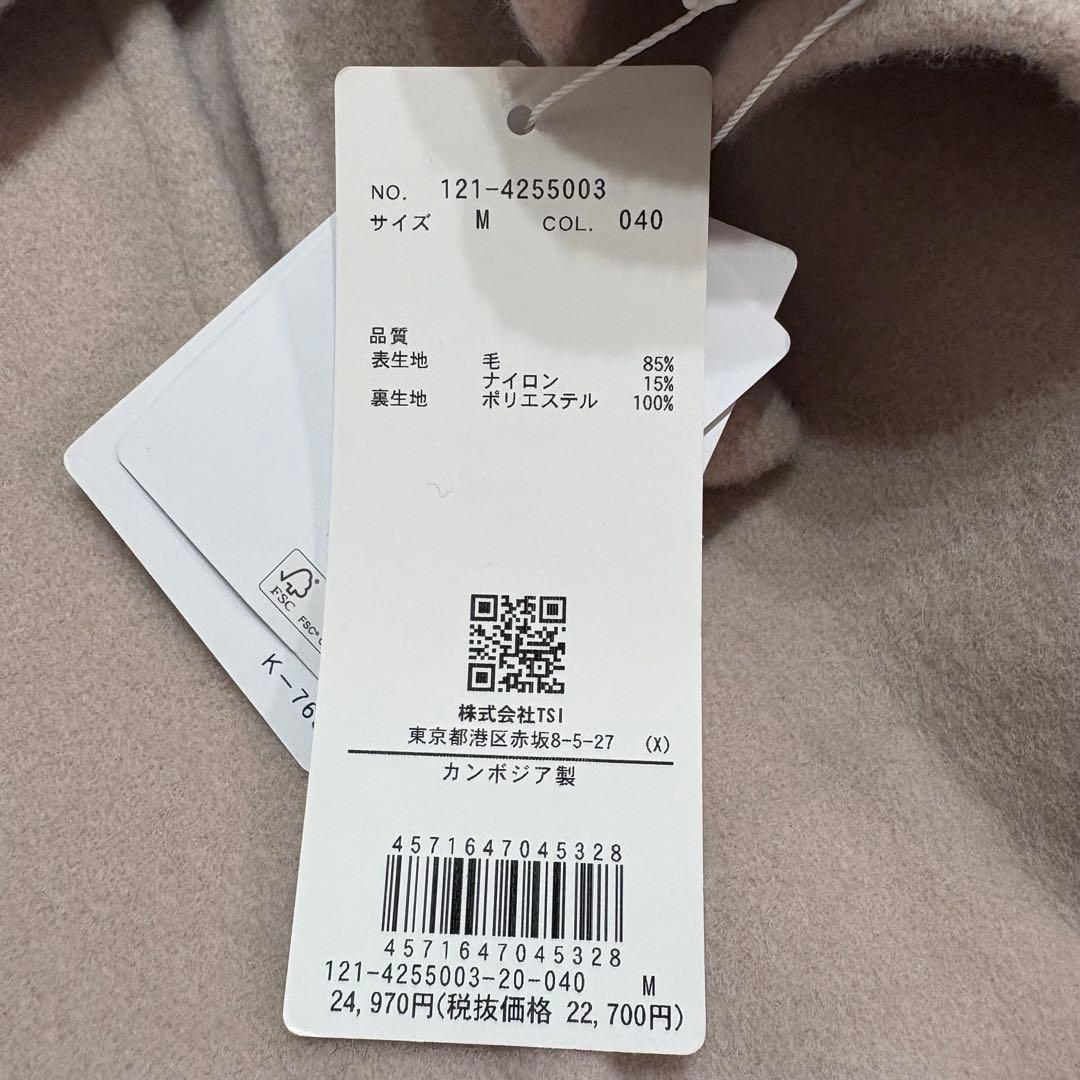 NO. 121-4255003
サイズ M COL. 040
品質
表生地 毛 85%
ナイロン 15%
裏生地 ポリエステル 100%
FSC
FSC®
K-76
株式会社TSI
東京都港区赤坂8-5-27 (X)
カンボジア製
4571647045328
4571647045328
121-4255003-20-040 M
24,970円(税抜価格 22,700円)